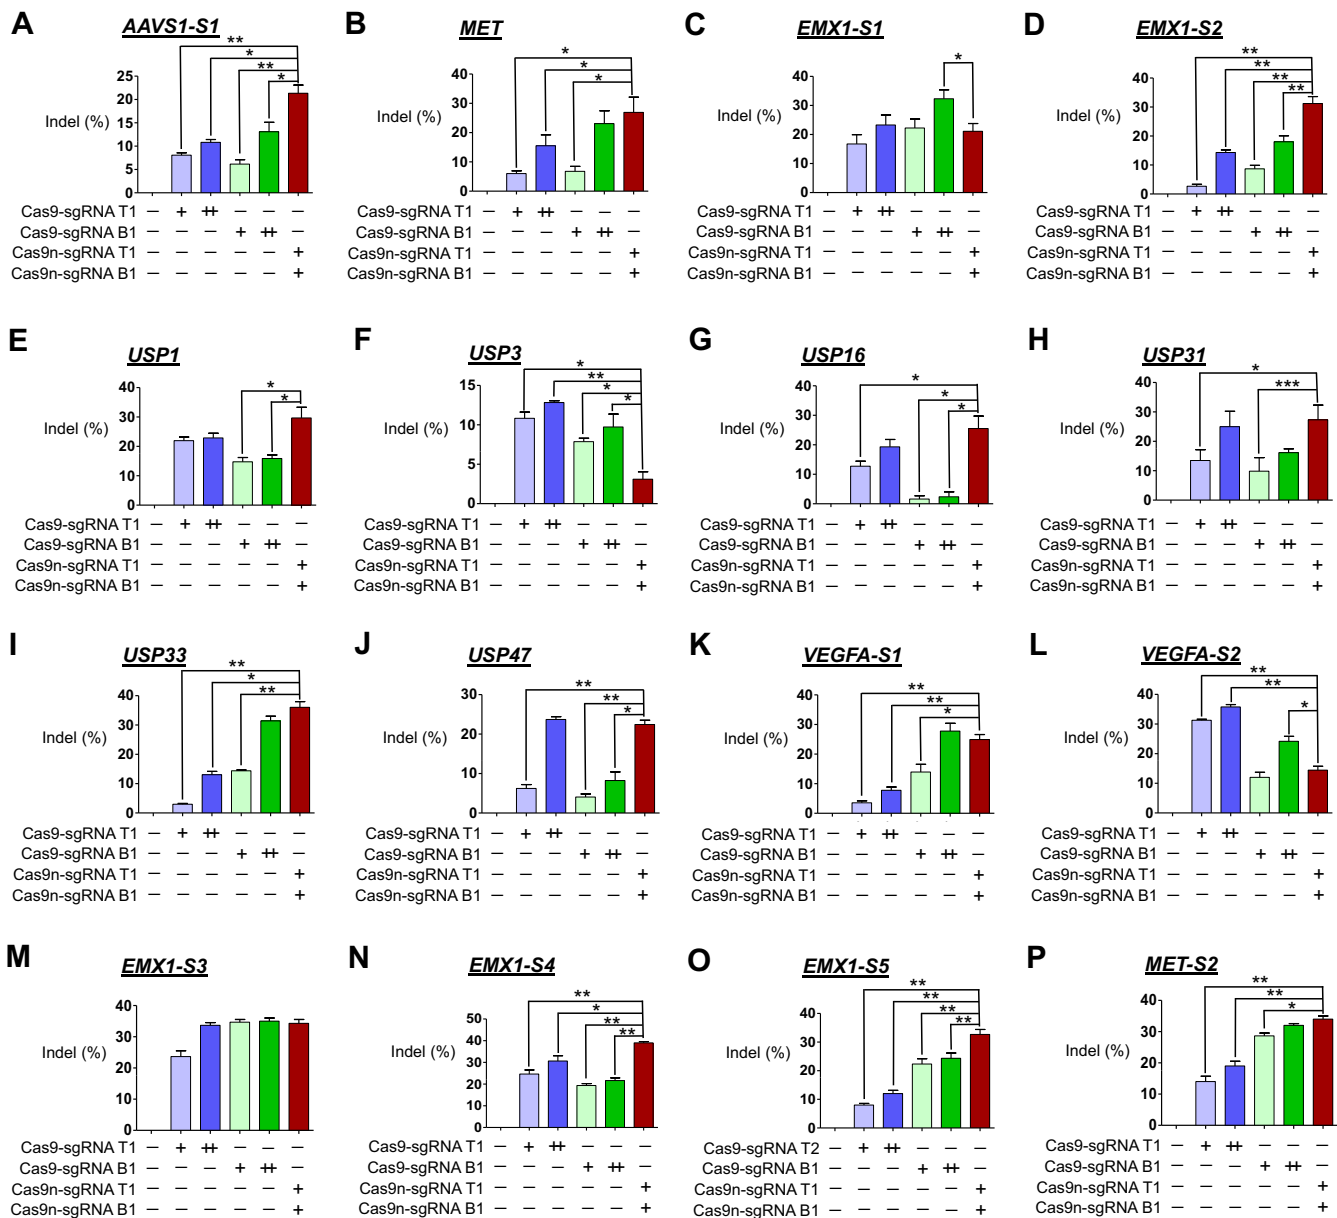 A AAVS1-S1
** * ** *
25 20 15 10 5 0
Indel (%)
Cas9-sgRNA T1 — + ++ — — —
Cas9-sgRNA B1 — — — + ++ —
Cas9n-sgRNA T1 — — — — — +
Cas9n-sgRNA B1 — — — — — +
B MET
* * *
40 30 20 10 0
Indel (%)
Cas9-sgRNA T1 — + ++ — — —
Cas9-sgRNA B1 — — — + ++ —
Cas9n-sgRNA T1 — — — — — +
Cas9n-sgRNA B1 — — — — — +
C EMX1-S1
*
40 30 20 10 0
Indel (%)
Cas9-sgRNA T1 — + ++ — — —
Cas9-sgRNA B1 — — — + ++ —
Cas9n-sgRNA T1 — — — — — +
Cas9n-sgRNA B1 — — — — — +
D EMX1-S2
** ** ** **
40 30 20 10 0
Indel (%)
Cas9-sgRNA T1 — + ++ — — —
Cas9-sgRNA B1 — — — + ++ —
Cas9n-sgRNA T1 — — — — — +
Cas9n-sgRNA B1 — — — — — +
E USP1
* *
40 30 20 10 0
Indel (%)
Cas9-sgRNA T1 — + ++ — — —
Cas9-sgRNA B1 — — — + ++ —
Cas9n-sgRNA T1 — — — — — +
Cas9n-sgRNA B1 — — — — — +
F USP3
* ** * *
15 10 5 0
Indel (%)
Cas9-sgRNA T1 — + ++ — — —
Cas9-sgRNA B1 — — — + ++ —
Cas9n-sgRNA T1 — — — — — +
Cas9n-sgRNA B1 — — — — — +
G USP16
* * *
40 30 20 10 0
Indel (%)
Cas9-sgRNA T1 — + ++ — — —
Cas9-sgRNA B1 — — — + ++ —
Cas9n-sgRNA T1 — — — — — +
Cas9n-sgRNA B1 — — — — — +
H USP31
* ***
40 30 20 10 0
Indel (%)
Cas9-sgRNA T1 — + ++ — — —
Cas9-sgRNA B1 — — — + ++ —
Cas9n-sgRNA T1 — — — — — +
Cas9n-sgRNA B1 — — — — — +
I USP33
** * **
40 30 20 10 0
Indel (%)
Cas9-sgRNA T1 — + ++ — — —
Cas9-sgRNA B1 — — — + ++ —
Cas9n-sgRNA T1 — — — — — +
Cas9n-sgRNA B1 — — — — — +
J USP47
** ** *
30 20 10 0
Indel (%)
Cas9-sgRNA T1 — + ++ — — —
Cas9-sgRNA B1 — — — + ++ —
Cas9n-sgRNA T1 — — — — — +
Cas9n-sgRNA B1 — — — — — +
K VEGFA-S1
** ** *
40 30 20 10 0
Indel (%)
Cas9-sgRNA T1 — + ++ — — —
Cas9-sgRNA B1 — — — + ++ —
Cas9n-sgRNA T1 — — — — — +
Cas9n-sgRNA B1 — — — — — +
L VEGFA-S2
** ** *
40 30 20 10 0
Indel (%)
Cas9-sgRNA T1 — + ++ — — —
Cas9-sgRNA B1 — — — + ++ —
Cas9n-sgRNA T1 — — — — — +
Cas9n-sgRNA B1 — — — — — +
M EMX1-S3
40 30 20 10 0
Indel (%)
Cas9-sgRNA T1 — + ++ — — —
Cas9-sgRNA B1 — — — + ++ —
Cas9n-sgRNA T1 — — — — — +
Cas9n-sgRNA B1 — — — — — +
N EMX1-S4
** * ** **
50 40 30 20 10 0
Indel (%)
Cas9-sgRNA T1 — + ++ — — —
Cas9-sgRNA B1 — — — + ++ —
Cas9n-sgRNA T1 — — — — — +
Cas9n-sgRNA B1 — — — — — +
O EMX1-S5
** ** ** **
40 30 20 10 0
Indel (%)
Cas9-sgRNA T2 — + ++ — — —
Cas9-sgRNA B1 — — — + ++ —
Cas9n-sgRNA T1 — — — — — +
Cas9n-sgRNA B1 — — — — — +
P MET-S2
** ** *
40 30 20 10 0
Indel (%)
Cas9-sgRNA T1 — + ++ — — —
Cas9-sgRNA B1 — — — + ++ —
Cas9n-sgRNA T1 — — — — — +
Cas9n-sgRNA B1 — — — — — +